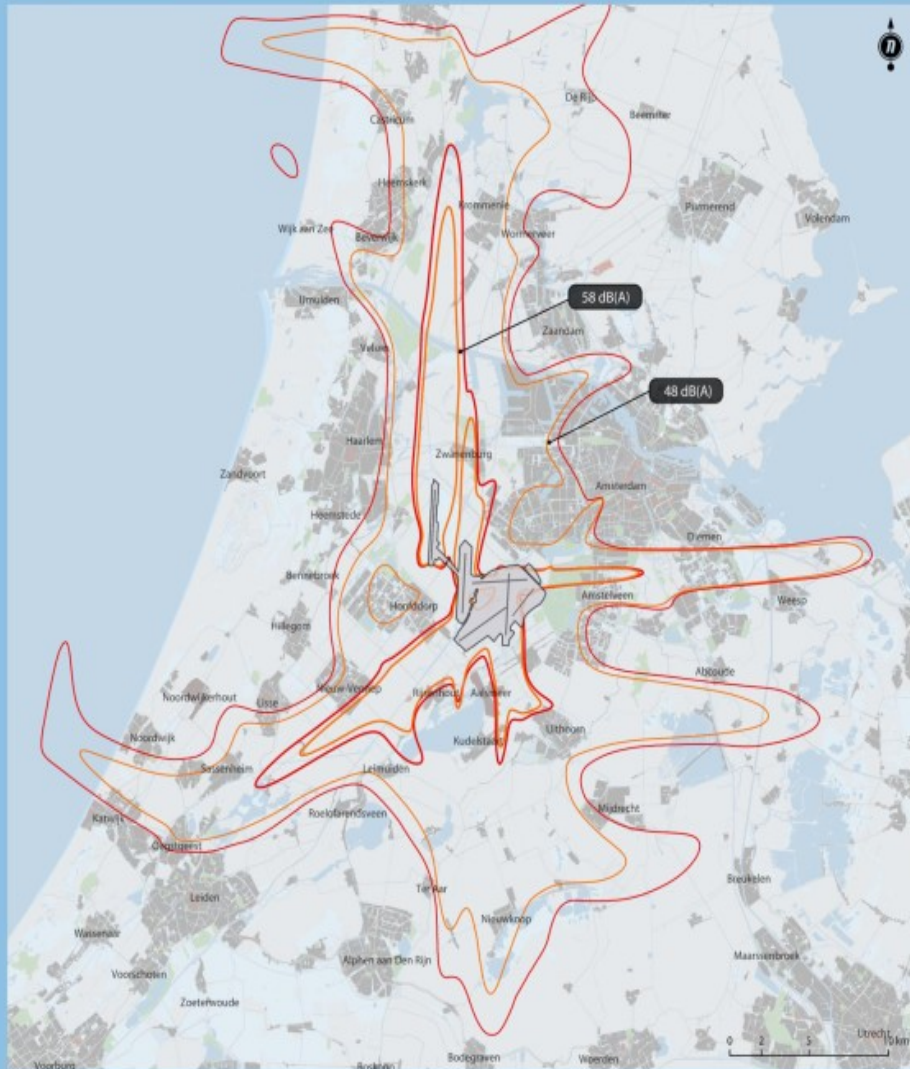 n
De Rijp
Beemster
Castricum
Heemskerk
Krommenie
Purmerend
Volendam
Wijk aan Zee
Beverwijk
Wormerveer
IJmuiden
58 dB(A)
Zaandam
Velsen
48 dB(A)
Haarlem
Zwanenburg
Zandvoort
Amsterdam
Heemstede
Diemen
Bennebroek
Hoofddorp
Amstelveen
Weesp
Hillegom
Abcoude
Noordwijkerhout
Lisse
Nieuw-Vennep
Rijsenhout
Aalsmeer
Noordwijk
Kudelstaart
Uithoorn
Sassenheim
Leimuiden
Katwijk
Roelofarendsveen
Mijdrecht
Oegstgeest
Ter Aar
Breukelen
Leiden
Nieuwkoop
Wassenaar
Alphen aan Den Rijn
Maarssenbroek
Voorschoten
Zoeterwoude
Utrecht
0 2 5 10 km
Bodegraven
Woerden
Voorburg
Boskoop